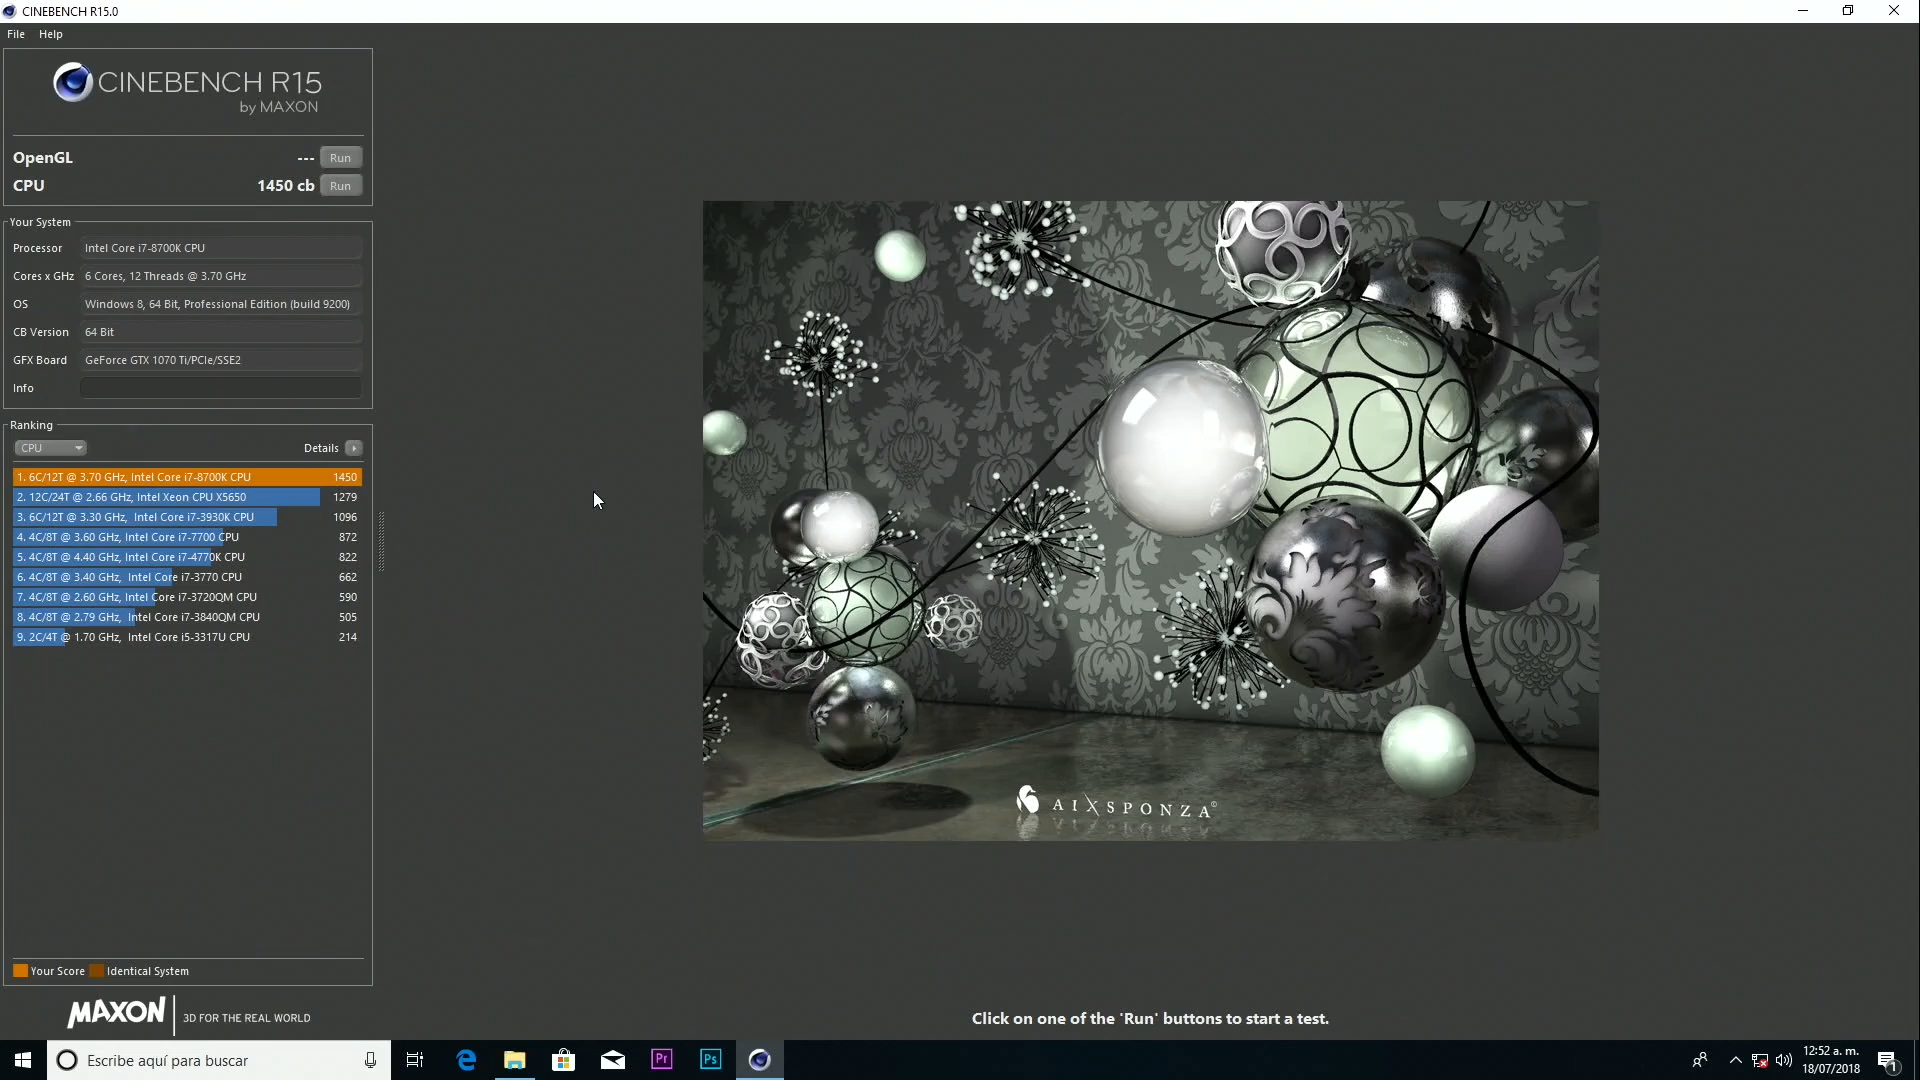 CINEBENCH R15.0
File Help
CINEBENCH R15
by MAXON
OpenGL --- Run
CPU 1450 cb Run
Your System
Processor Intel Core i7-8700K CPU
Cores x GHz 6 Cores, 12 Threads @ 3.70 GHz
OS Windows 8, 64 Bit, Professional Edition (build 9200)
CB Version 64 Bit
GFX Board GeForce GTX 1070 Ti/PCIe/SSE2
Info
Ranking
CPU Details
1. 6C/12T @ 3.70 GHz, Intel Core i7-8700K CPU 1450
2. 12C/24T @ 2.66 GHz, Intel Xeon CPU X5650 1279
3. 6C/12T @ 3.30 GHz, Intel Core i7-3930K CPU 1096
4. 4C/8T @ 3.60 GHz, Intel Core i7-7700 CPU 872
5. 4C/8T @ 4.40 GHz, Intel Core i7-4770K CPU 822
6. 4C/8T @ 3.40 GHz, Intel Core i7-3770 CPU 662
7. 4C/8T @ 2.60 GHz, Intel Core i7-3720QM CPU 590
8. 4C/8T @ 2.79 GHz, Intel Core i7-3840QM CPU 505
9. 2C/4T @ 1.70 GHz, Intel Core i5-3317U CPU 214
AIXSPONZA®
Your Score Identical System
MAXON 3D FOR THE REAL WORLD
Click on one of the 'Run' buttons to start a test.
Escribe aquí para buscar
Pr
Ps
12:52 a. m.
18/07/2018
1